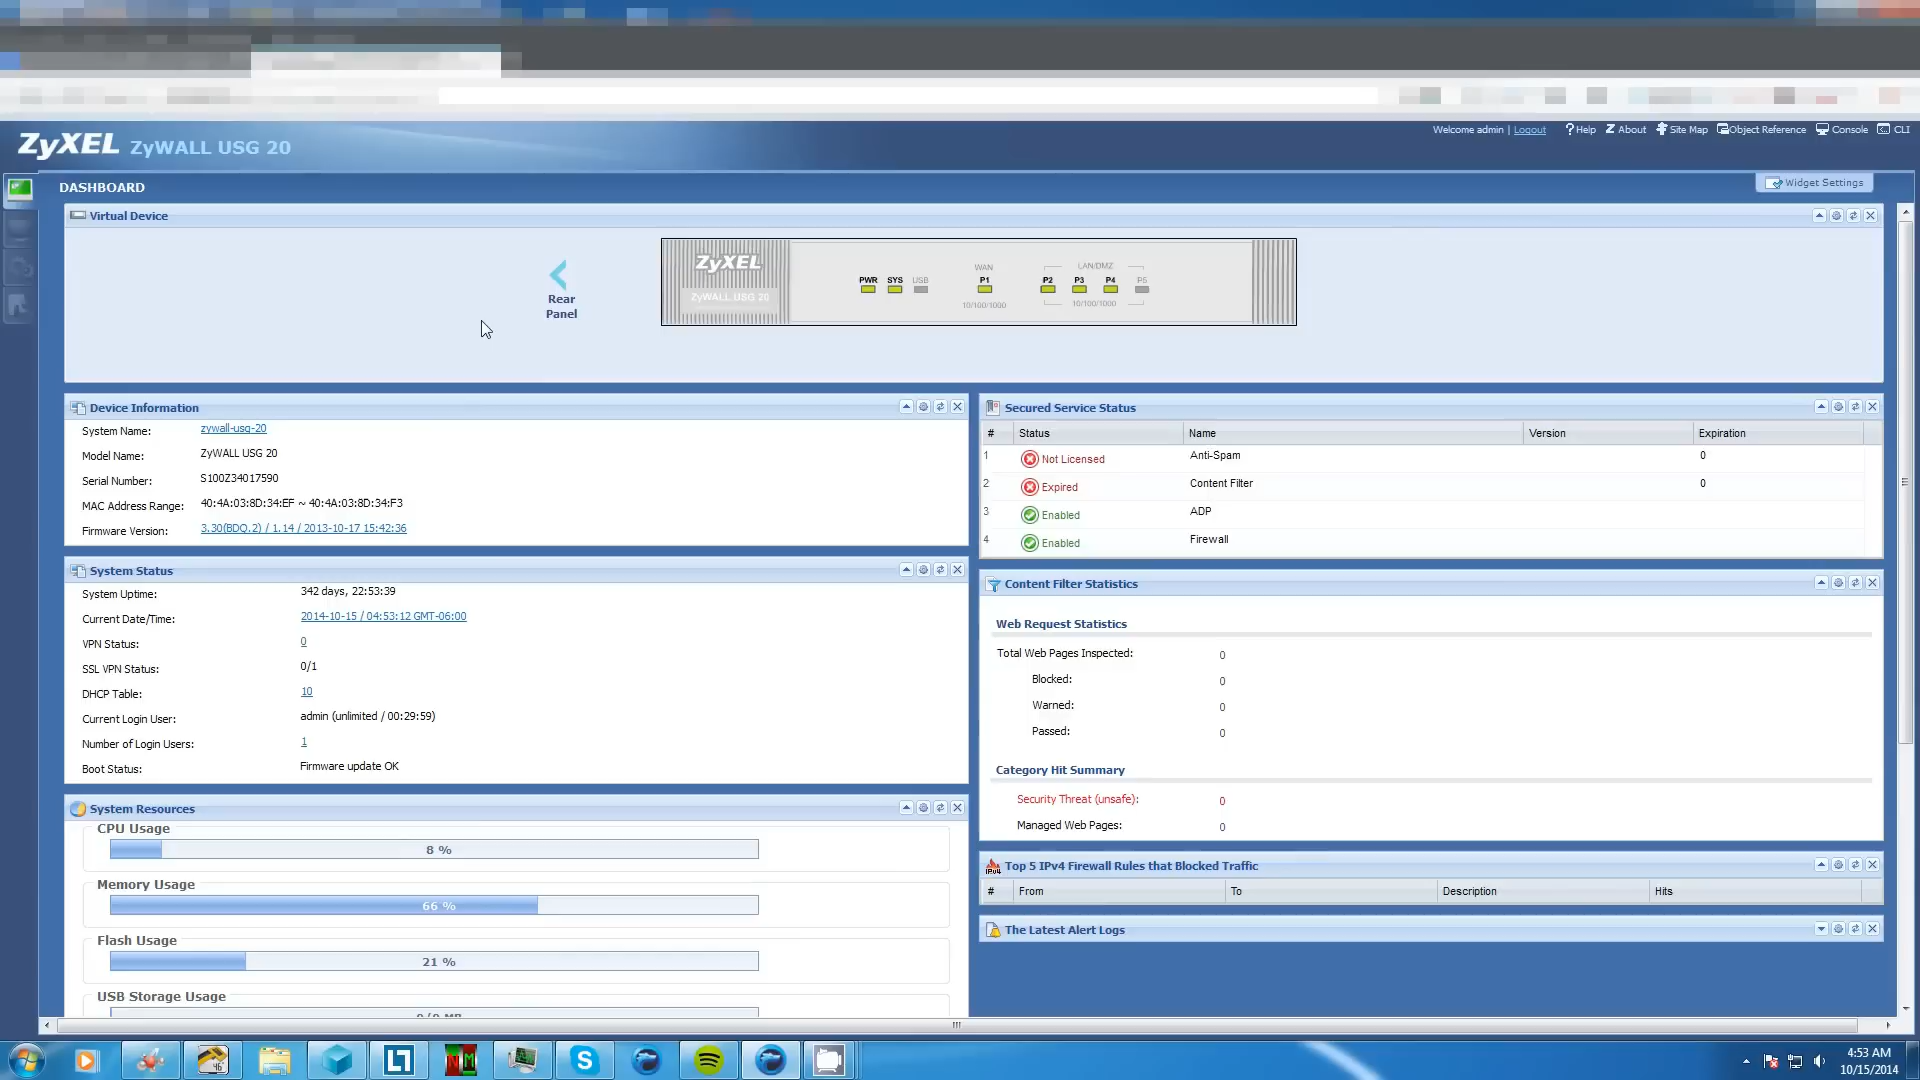 ZyXEL ZyWALL USG 20
Welcome admin | Logout ? Help Z About Site Map Object Reference Console CLI
DASHBOARD
Widget Settings
Virtual Device
Rear
Panel
ZyXEL
ZyWALL USG 20
PWR SYS USB
WAN
P1
10/100/1000
LAN/DMZ
P2 P3 P4 P5
10/100/1000
Device Information
System Name: zywall-usg-20
Model Name: ZyWALL USG 20
Serial Number: S100Z34017590
MAC Address Range: 40:4A:03:8D:34:EF ~ 40:4A:03:8D:34:F3
Firmware Version: 3.30(BDQ.2) / 1.14 / 2013-10-17 15:42:36
System Status
System Uptime: 342 days, 22:53:39
Current Date/Time: 2014-10-15 / 04:53:12 GMT-06:00
VPN Status: 0
SSL VPN Status: 0/1
DHCP Table: 10
Current Login User: admin (unlimited / 00:29:59)
Number of Login Users: 1
Boot Status: Firmware update OK
System Resources
CPU Usage
8 %
Memory Usage
66 %
Flash Usage
21 %
USB Storage Usage
0/0 MB
Secured Service Status
# Status Name Version Expiration
1 Not Licensed Anti-Spam 0
2 Expired Content Filter 0
3 Enabled ADP
4 Enabled Firewall
Content Filter Statistics
Web Request Statistics
Total Web Pages Inspected: 0
Blocked: 0
Warned: 0
Passed: 0
Category Hit Summary
Security Threat (unsafe): 0
Managed Web Pages: 0
Top 5 IPv4 Firewall Rules that Blocked Traffic
# From To Description Hits
The Latest Alert Logs
4:53 AM
10/15/2014